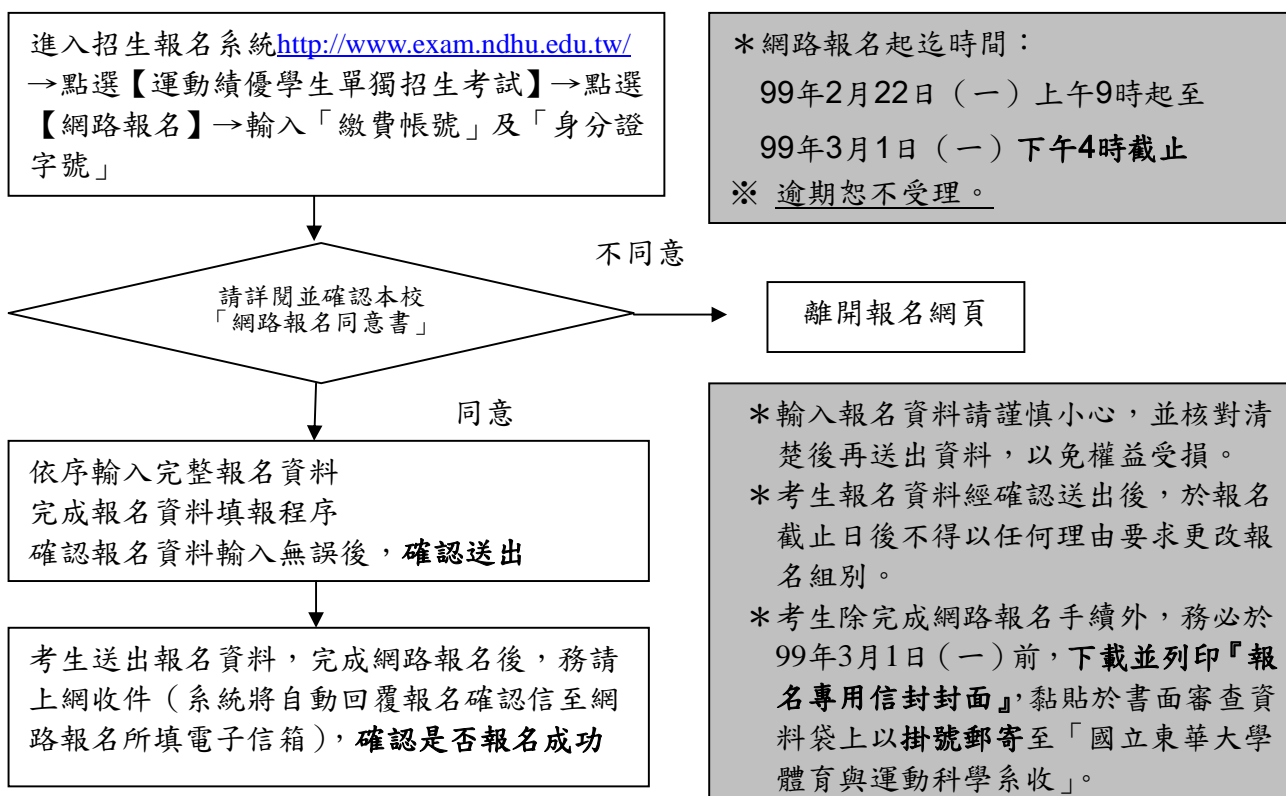 進入招生報名系統http://www.exam.ndhu.edu.tw/
→點選【運動績優學生單獨招生考試】→點選
【網路報名】→輸入「繳費帳號」及「身分證
字號」
＊網路報名起迄時間：
99年2月22日（一）上午9時起至
99年3月1日（一）下午4時截止
※ 逾期恕不受理。
不同意
請詳閱並確認本校
「網路報名同意書」
離開報名網頁
同意
依序輸入完整報名資料
完成報名資料填報程序
確認報名資料輸入無誤後，確認送出
考生送出報名資料，完成網路報名後，務請
上網收件（系統將自動回覆報名確認信至網
路報名所填電子信箱），確認是否報名成功
＊輸入報名資料請謹慎小心，並核對清
楚後再送出資料，以免權益受損。
＊考生報名資料經確認送出後，於報名
截止日後不得以任何理由要求更改報
名組別。
＊考生除完成網路報名手續外，務必於
99年3月1日（一）前，下載並列印『報
名專用信封封面』，黏貼於書面審查資
料袋上以掛號郵寄至「國立東華大學
體育與運動科學系收」。